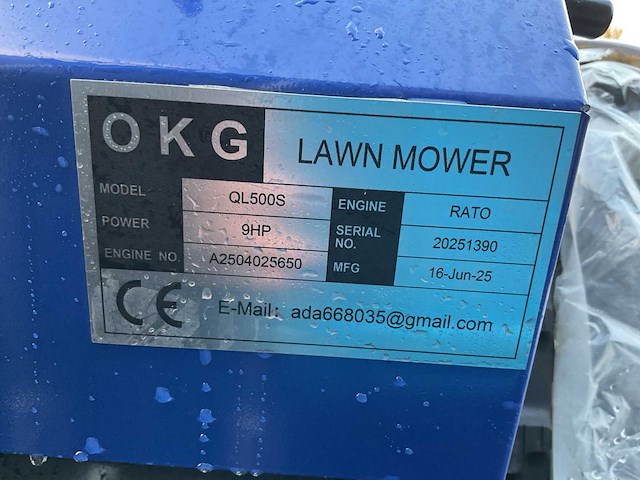 OKG LAWN MOWER
MODEL QL500S ENGINE RATO
POWER 9HP SERIAL NO. 20251390
ENGINE NO. A2504025650 MFG 16-Jun-25
CE E-Mail: ada668035@gmail.com